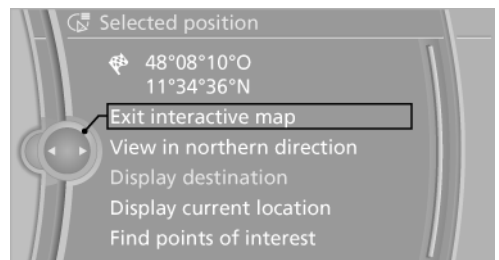 Selected position
48°08'10"O
11°34'36"N
Exit interactive map
View in northern direction
Display destination
Display current location
Find points of interest